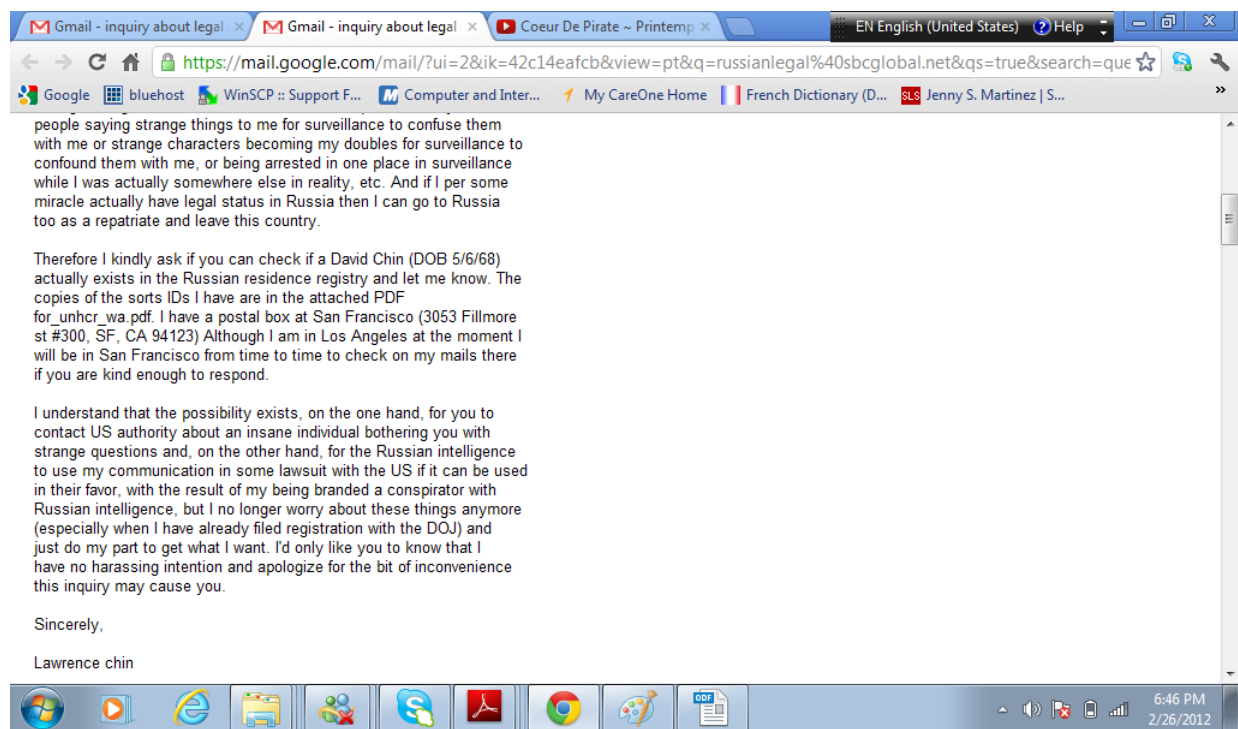 Gmail - inquiry about legal
Gmail - inquiry about legal
Coeur De Pirate ~ Printemp
EN English (United States) Help
https://mail.google.com/mail/?ui=2&ik=42c14eafcb&view=pt&q=russianlegal%40sbcglobal.net&qs=true&search=que
Google bluehost WinSCP :: Support F... Computer and Inter... My CareOne Home French Dictionary (D... SLS Jenny S. Martinez | S... »
people saying strange things to me for surveillance to confuse them
with me or strange characters becoming my doubles for surveillance to
confound them with me, or being arrested in one place in surveillance
while I was actually somewhere else in reality, etc. And if I per some
miracle actually have legal status in Russia then I can go to Russia
too as a repatriate and leave this country.
Therefore I kindly ask if you can check if a David Chin (DOB 5/6/68)
actually exists in the Russian residence registry and let me know. The
copies of the sorts IDs I have are in the attached PDF
for_unhcr_wa.pdf. I have a postal box at San Francisco (3053 Fillmore
st #300, SF, CA 94123) Although I am in Los Angeles at the moment I
will be in San Francisco from time to time to check on my mails there
if you are kind enough to respond.
I understand that the possibility exists, on the one hand, for you to
contact US authority about an insane individual bothering you with
strange questions and, on the other hand, for the Russian intelligence
to use my communication in some lawsuit with the US if it can be used
in their favor, with the result of my being branded a conspirator with
Russian intelligence, but I no longer worry about these things anymore
(especially when I have already filed registration with the DOJ) and
just do my part to get what I want. I'd only like you to know that I
have no harassing intention and apologize for the bit of inconvenience
this inquiry may cause you.
Sincerely,
Lawrence chin
ODF
6:46 PM
2/26/2012